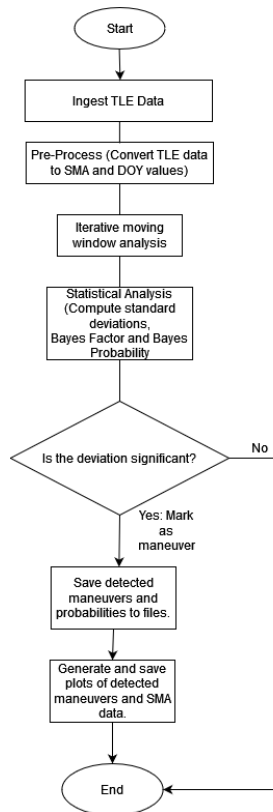 Start
Ingest TLE Data
Pre-Process (Convert TLE data
to SMA and DOY values)
Iterative moving
window analysis
Statistical Analysis
(Compute standard
deviations,
Bayes Factor and Bayes
Probability
Is the deviation significant?
No
Yes: Mark
as
maneuver
Save detected
maneuvers and
probabilities to files.
Generate and save
plots of detected
maneuvers and SMA
data.
End